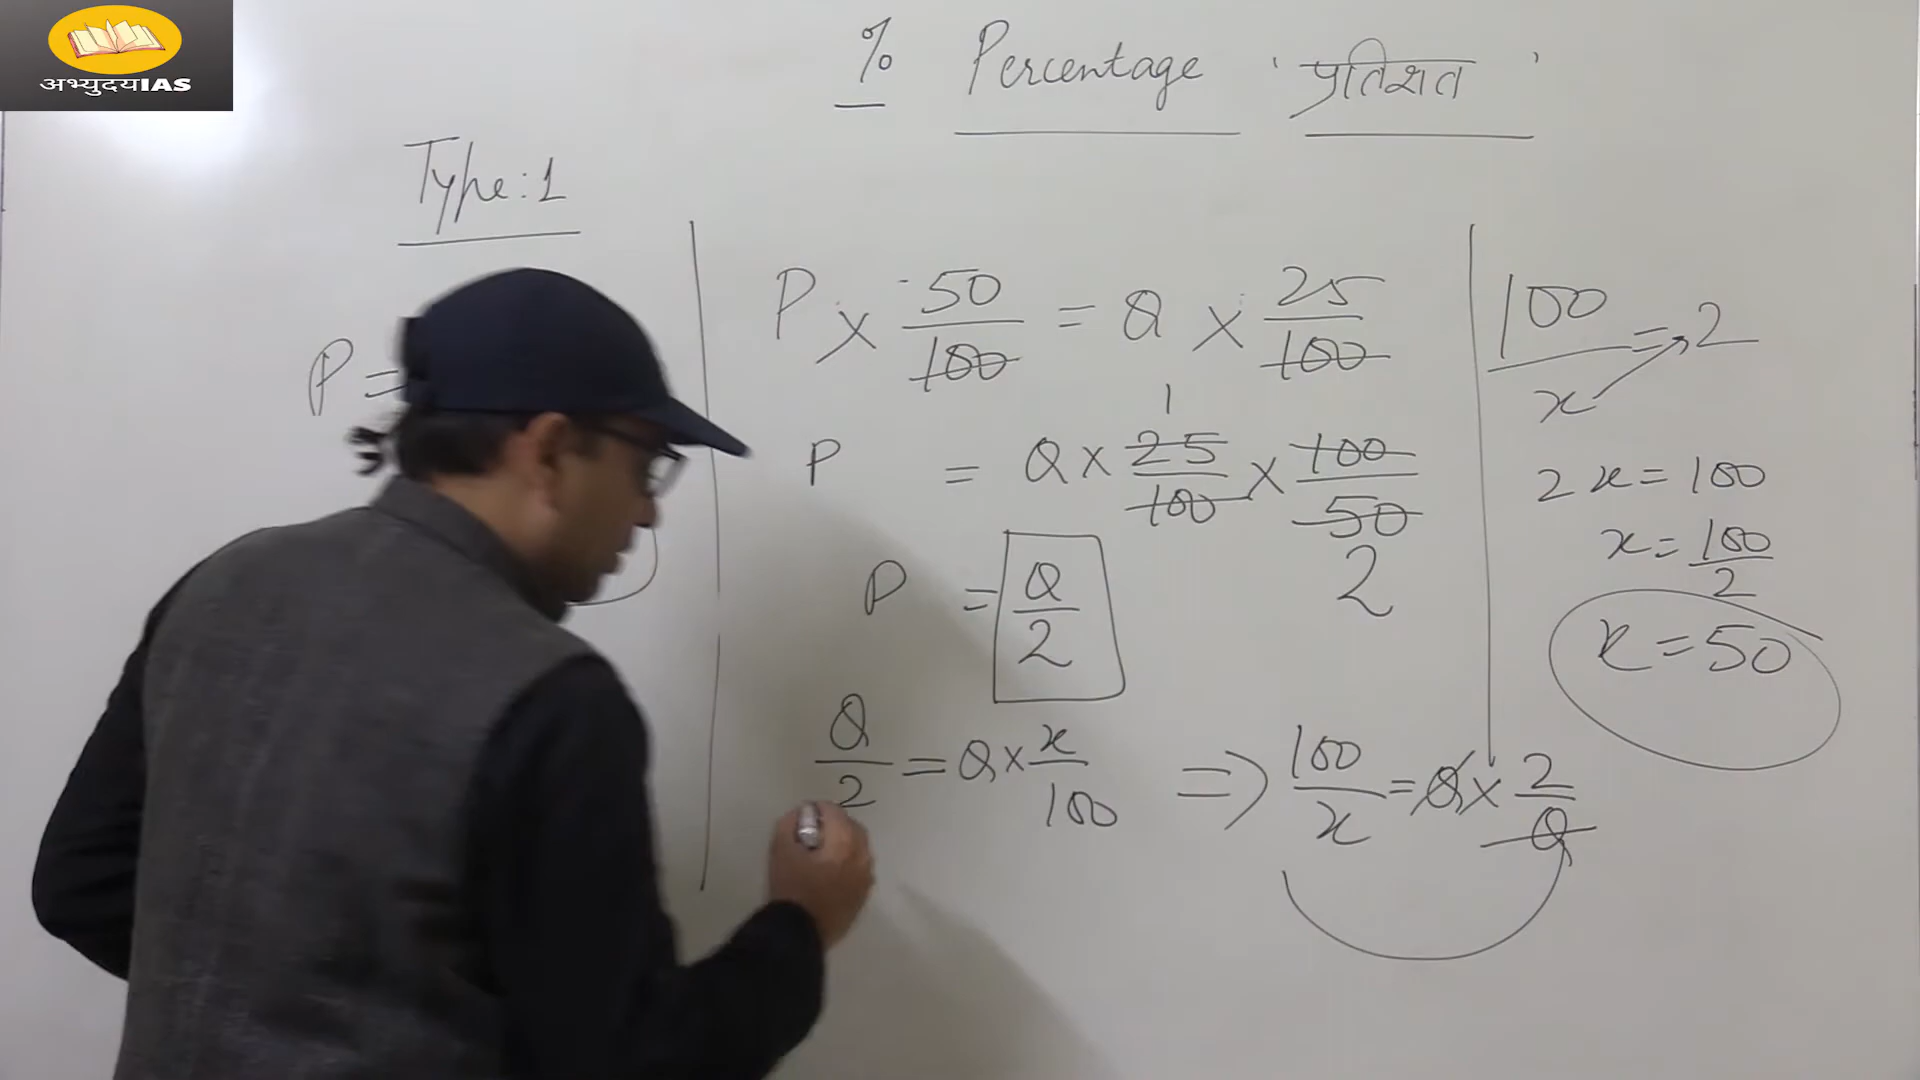 अभ्युदयIAS
% Percentage 'प्रतिशत'
Type:1
P =
P × 50/100 = Q × 25/100
1
P = Q × 25/100 × 100/50
2
P = Q/2
Q/2 = Q × x/100 => 100/x = Q × 2/Q
100/x = 2
2x = 100
x = 100/2
x = 50